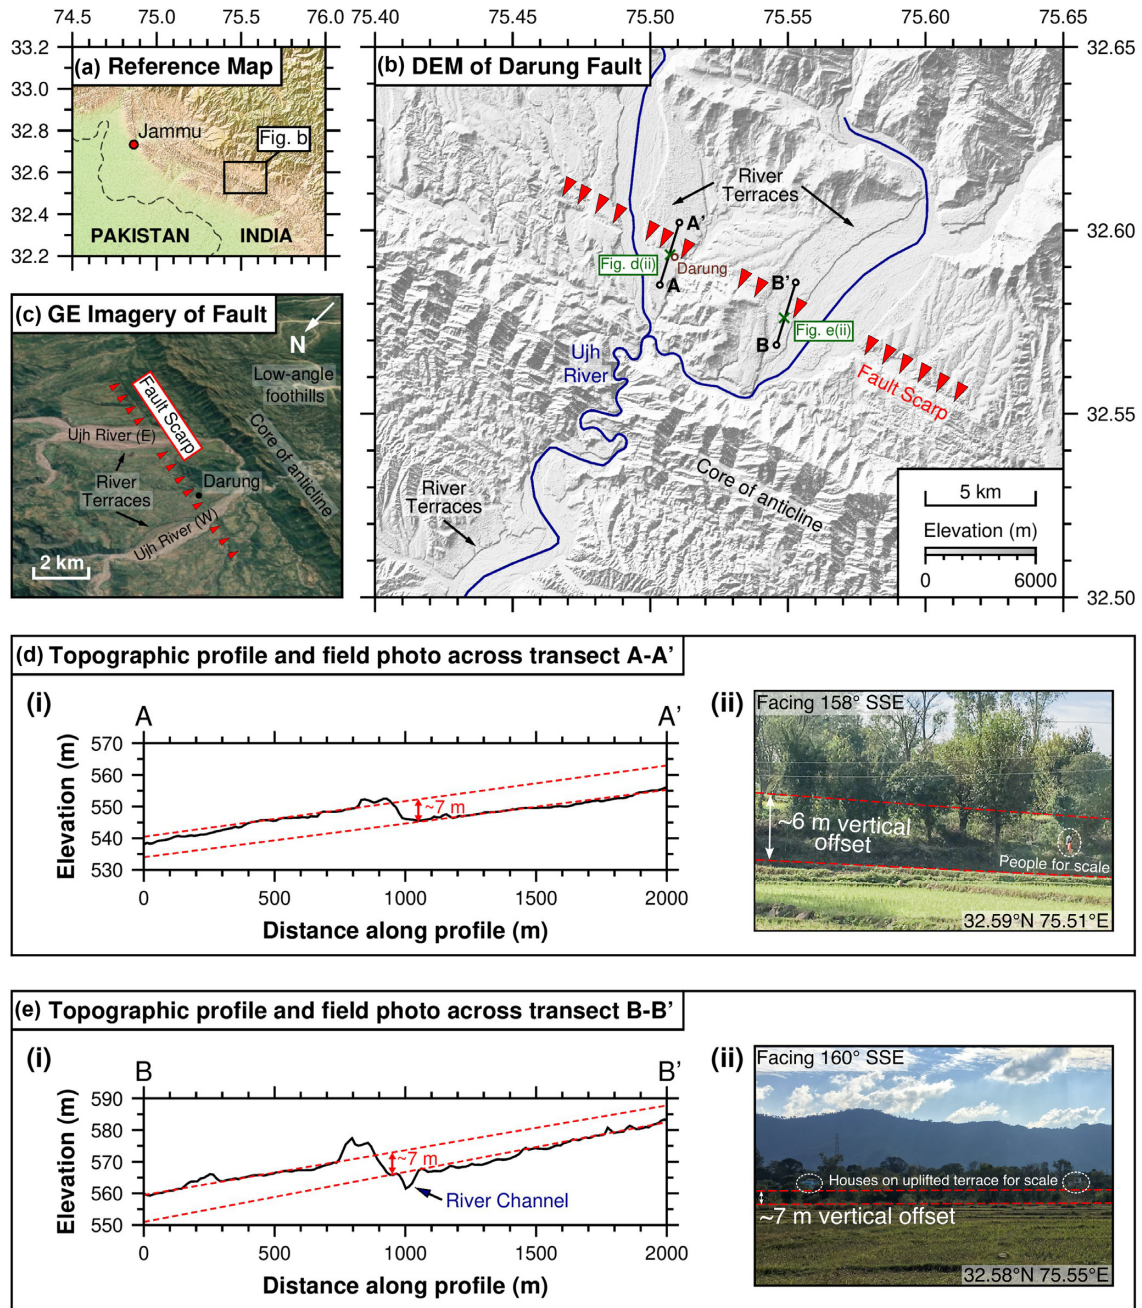 74.5 75.0 75.5 76.0
75.40 75.45 75.50 75.55 75.60 75.65
33.2
33.0
32.8
32.6
32.4
32.2
(a) Reference Map
Jammu
Fig. b
PAKISTAN
INDIA
(b) DEM of Darung Fault
32.65
32.60
32.55
32.50
River
Terraces
A'
Fig. d(ii)
Darung
A
B'
B
Fig. e(ii)
Ujh
River
Fault Scarp
Core of anticline
River
Terraces
5 km
Elevation (m)
0 6000
(c) GE Imagery of Fault
N
Low-angle
foothills
Fault Scarp
Ujh River (E)
Core of anticline
River
Terraces
Darung
Ujh River (W)
2 km
(d) Topographic profile and field photo across transect A-A’
(i)
A
A’
Elevation (m)
570
560
550
540
530
~7 m
0 500 1000 1500 2000
Distance along profile (m)
(ii)
Facing 158° SSE
~6 m vertical
offset
People for scale
32.59°N 75.51°E
(e) Topographic profile and field photo across transect B-B’
(i)
B
B’
Elevation (m)
590
580
570
560
550
~7 m
River Channel
0 500 1000 1500 2000
Distance along profile (m)
(ii)
Facing 160° SSE
Houses on uplifted terrace for scale
~7 m vertical offset
32.58°N 75.55°E